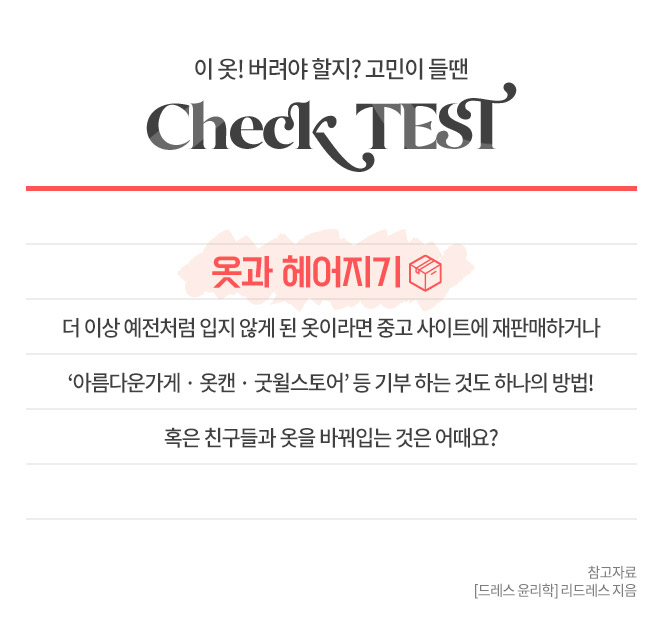 이 옷! 버려야 할지? 고민이 들땐
Check TEST
옷과 헤어지기
더 이상 예전처럼 입지 않게 된 옷이라면 중고 사이트에 재판매하거나
‘아름다운가게 · 옷캔 · 굿윌스토어’ 등 기부 하는 것도 하나의 방법!
혹은 친구들과 옷을 바꿔입는 것은 어때요?
참고자료
[드레스 윤리학] 리드레스 지음